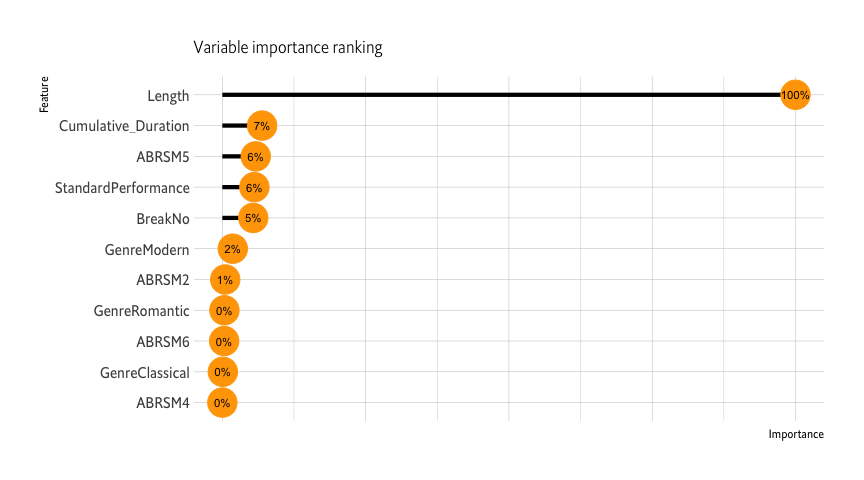 Variable importance ranking
Feature
Length 100%
Cumulative_Duration 7%
ABRSM5 6%
StandardPerformance 6%
BreakNo 5%
GenreModern 2%
ABRSM2 1%
GenreRomantic 0%
ABRSM6 0%
GenreClassical 0%
ABRSM4 0%
Importance